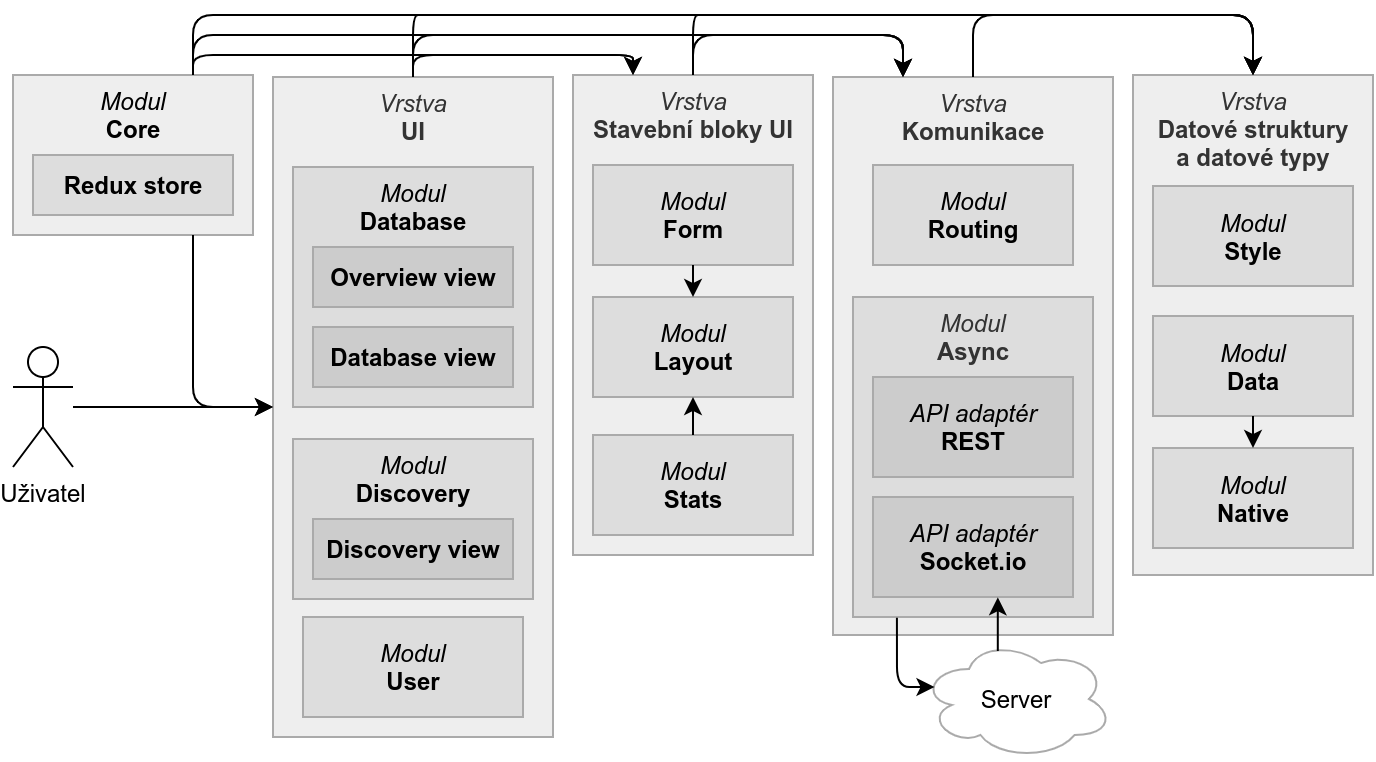 Modul
Core
Redux store
Uživatel
Vrstva
UI
Modul
Database
Overview view
Database view
Modul
Discovery
Discovery view
Modul
User
Vrstva
Stavební bloky UI
Modul
Form
Modul
Layout
Modul
Stats
Vrstva
Komunikace
Modul
Routing
Modul
Async
API adaptér
REST
API adaptér
Socket.io
Server
Vrstva
Datové struktury
a datové typy
Modul
Style
Modul
Data
Modul
Native